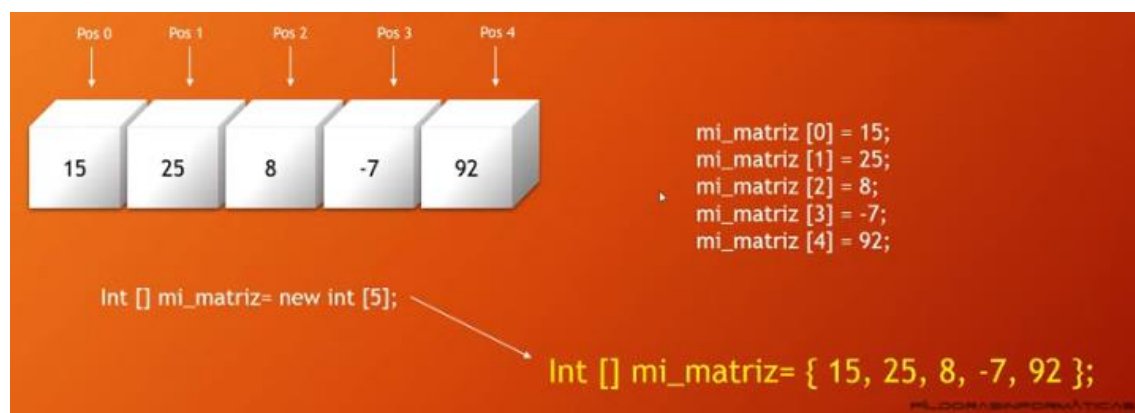 Pos 0 Pos 1 Pos 2 Pos 3 Pos 4
15 25 8 -7 92
mi_matriz [0] = 15;
mi_matriz [1] = 25;
mi_matriz [2] = 8;
mi_matriz [3] = -7;
mi_matriz [4] = 92;
Int [] mi_matriz= new int [5];
Int [] mi_matriz= { 15, 25, 8, -7, 92 };
PÍLDORASINFORMÁTICAS